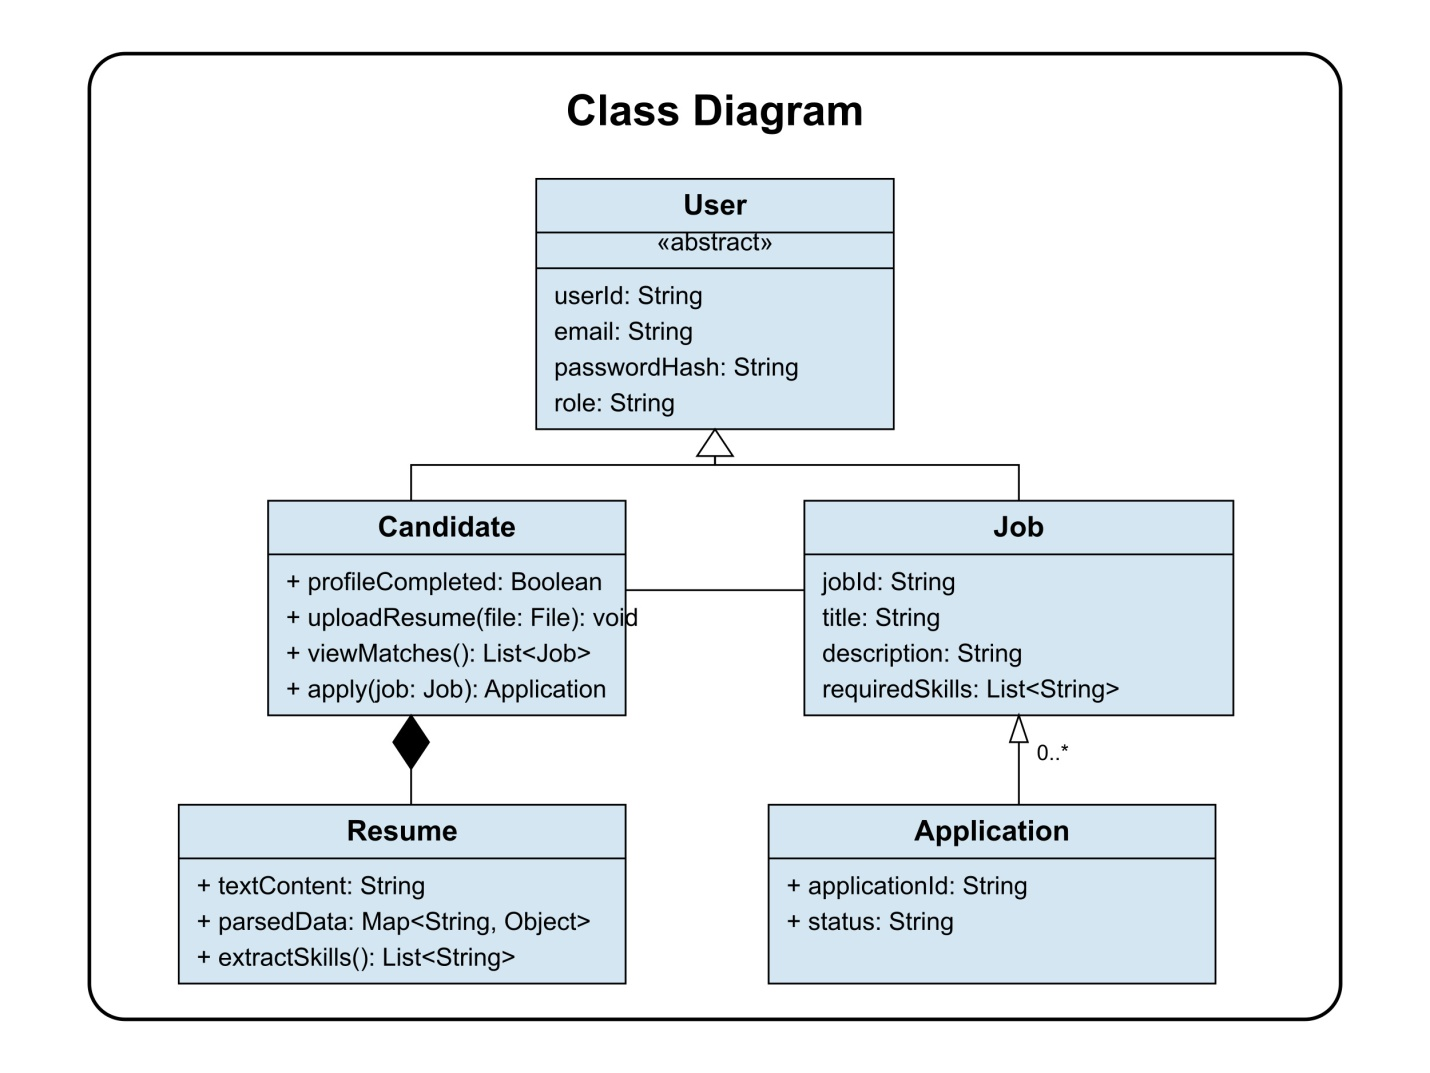 Class Diagram
User
«abstract»
userId: String
email: String
passwordHash: String
role: String
Candidate
+ profileCompleted: Boolean
+ uploadResume(file: File): void
+ viewMatches(): List<Job>
+ apply(job: Job): Application
Job
jobId: String
title: String
description: String
requiredSkills: List<String>
0..*
Resume
+ textContent: String
+ parsedData: Map<String, Object>
+ extractSkills(): List<String>
Application
+ applicationId: String
+ status: String